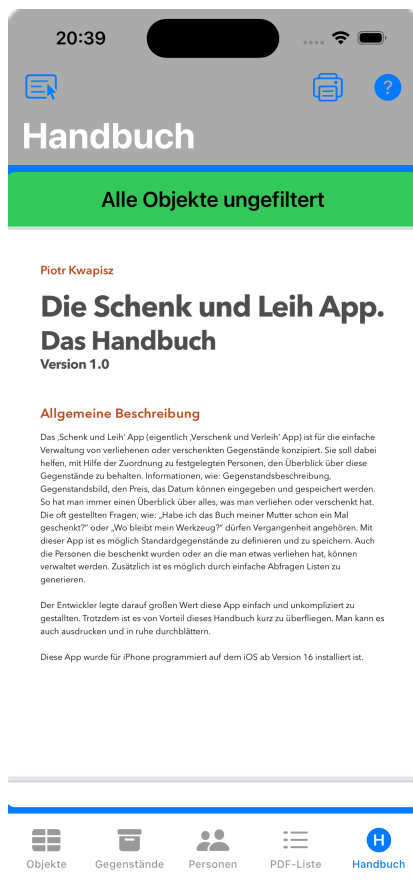 20:39
?
Handbuch
Alle Objekte ungefiltert
Piotr Kwapisz
Die Schenk und Leih App.
Das Handbuch
Version 1.0
Allgemeine Beschreibung
Das ‚Schenk und Leih‘ App (eigentlich ‚Verschenk und Verleih‘ App) ist für die einfache
Verwaltung von verliehenen oder verschenkten Gegenstände konzipiert. Sie soll dabei
helfen, mit Hilfe der Zuordnung zu festgelegten Personen, den Überblick über diese
Gegenstände zu behalten. Informationen, wie: Gegenstandsbeschreibung,
Gegenstandsbild, den Preis, das Datum können eingegeben und gespeichert werden.
So hat man immer einen Überblick über alles, was man verliehen oder verschenkt hat.
Die oft gestellten Fragen, wie: „Habe ich das Buch meiner Mutter schon ein Mal
geschenkt?“ oder „Wo bleibt mein Werkzeug?“ dürfen Vergangenheit angehören. Mit
dieser App ist es möglich Standardgegenstände zu definieren und zu speichern. Auch
die Personen die beschenkt wurden oder an die man etwas verliehen hat, können
verwaltet werden. Zusätzlich ist es möglich durch einfache Abfragen Listen zu
generieren.
Der Entwickler legte darauf großen Wert diese App einfach und unkompliziert zu
gestallten. Trotzdem ist es von Vorteil dieses Handbuch kurz zu überfliegen. Man kann es
auch ausdrucken und in ruhe durchblättern.
Diese App wurde für iPhone programmiert auf dem iOS ab Version 16 installiert ist.
H
Objekte Gegenstände Personen PDF-Liste Handbuch